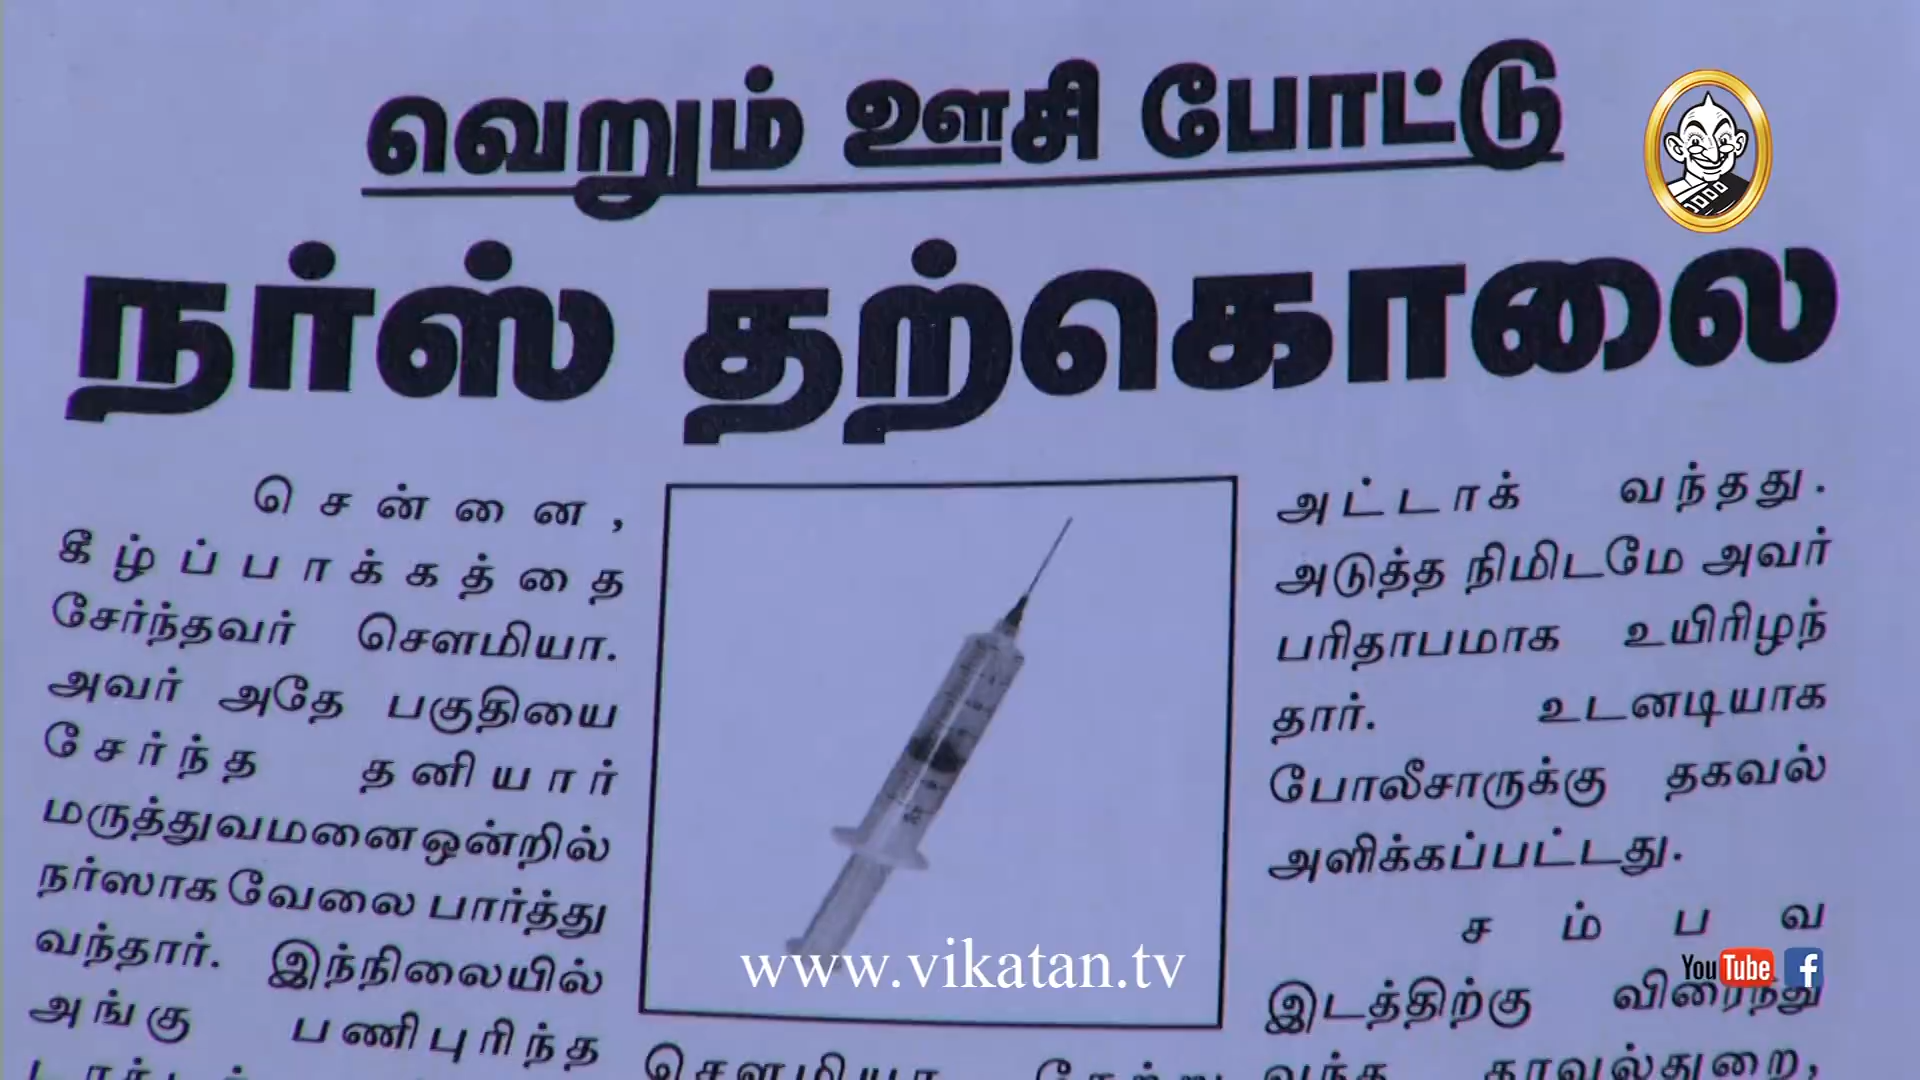 வெறும் ஊசி போட்டு
நர்ஸ் தற்கொலை
சென்னை,
கீழ்ப்பாக்கத்தை
சேர்ந்தவர் சௌமியா.
அவர் அதே பகுதியை
சேர்ந்த தனியார்
மருத்துவமனை ஒன்றில்
நர்ஸாக வேலை பார்த்து
வந்தார். இந்நிலையில்
அங்கு பணிபுரிந்த
சௌமியா
அட்டாக் வந்தது.
அடுத்த நிமிடமே அவர்
பரிதாபமாக உயிரிழந்
தார். உடனடியாக
போலீசாருக்கு தகவல்
அளிக்கப்பட்டது.
சம்பவ
இடத்திற்கு விரைந்து
வந்த காவல்துறை,
www.vikatan.tv
YouTube f